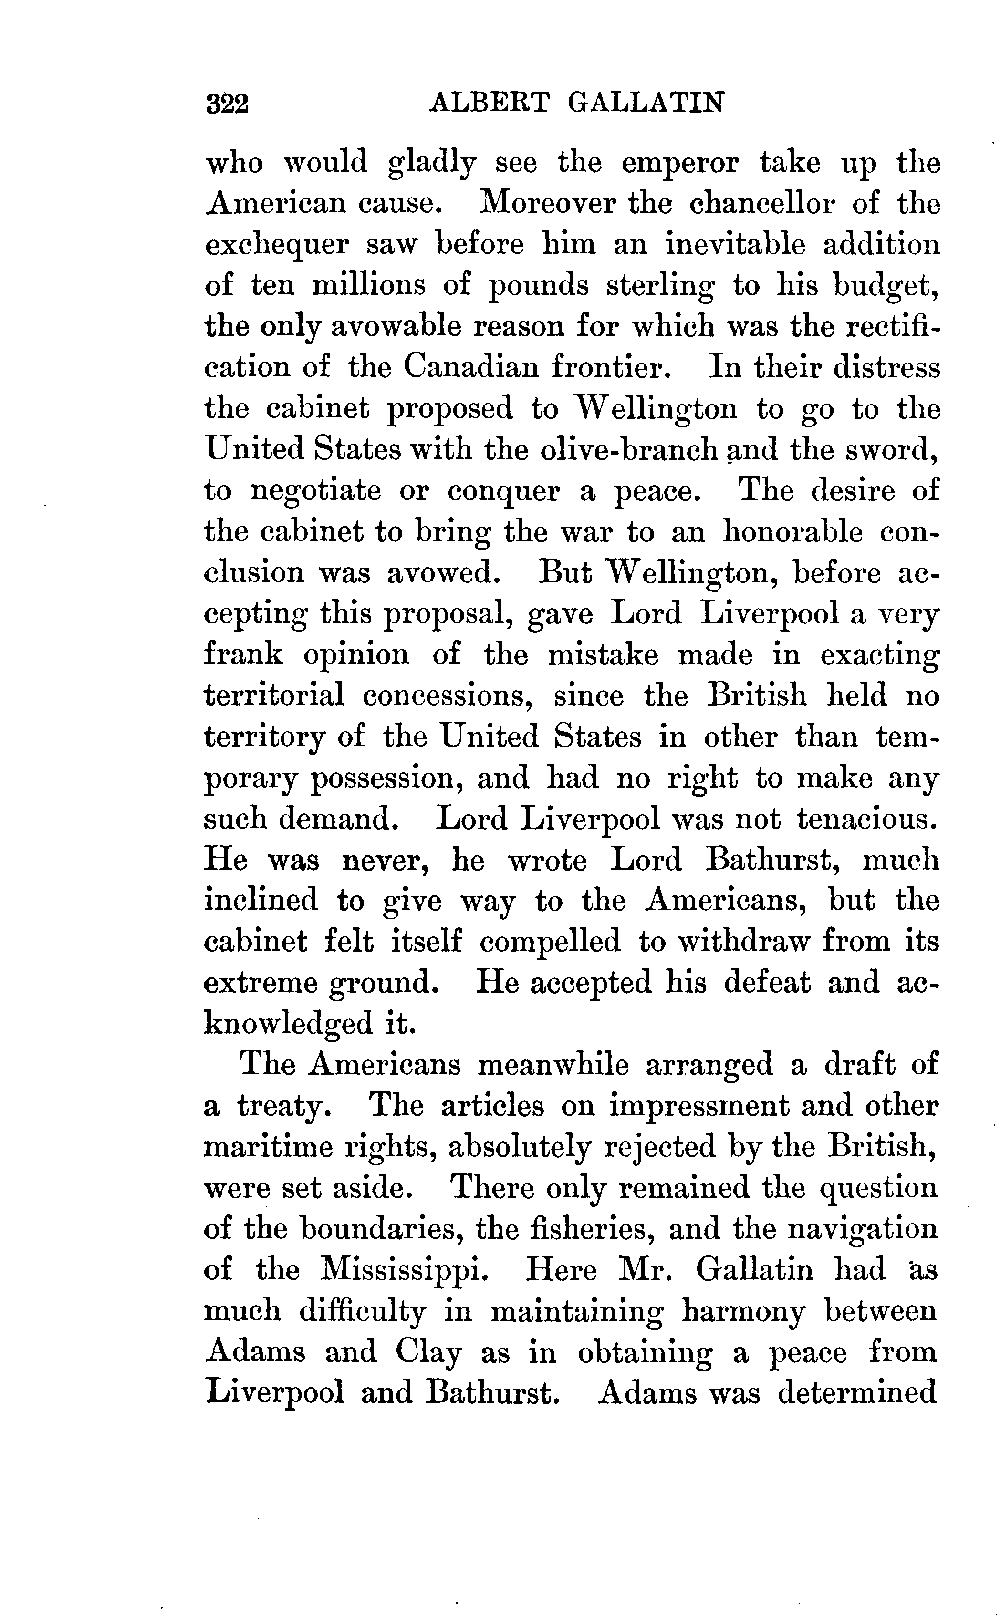 322 ALBERT GALLATIN
who would gladly see the emperor take up the
American cause. Moreover the chancellor of the
exchequer saw before him an inevitable addition
of ten millions of pounds sterling to his budget,
the only avowable reason for which was the rectifi-
cation of the Canadian frontier. In their distress
the cabinet proposed to Wellington to go to the
United States with the olive-branch and the sword,
to negotiate or conquer a peace. The desire of
the cabinet to bring the war to an honorable con-
clusion was avowed. But Wellington, before ac-
cepting this proposal, gave Lord Liverpool a very
frank opinion of the mistake made in exacting
territorial concessions, since the British held no
territory of the United States in other than tem-
porary possession, and had no right to make any
such demand. Lord Liverpool was not tenacious.
He was never, he wrote Lord Bathurst, much
inclined to give way to the Americans, but the
cabinet felt itself compelled to withdraw from its
extreme ground. He accepted his defeat and ac-
knowledged it.
The Americans meanwhile arranged a draft of
a treaty. The articles on impressment and other
maritime rights, absolutely rejected by the British,
were set aside. There only remained the question
of the boundaries, the fisheries, and the navigation
of the Mississippi. Here Mr. Gallatin had as
much difficulty in maintaining harmony between
Adams and Clay as in obtaining a peace from
Liverpool and Bathurst. Adams was determined